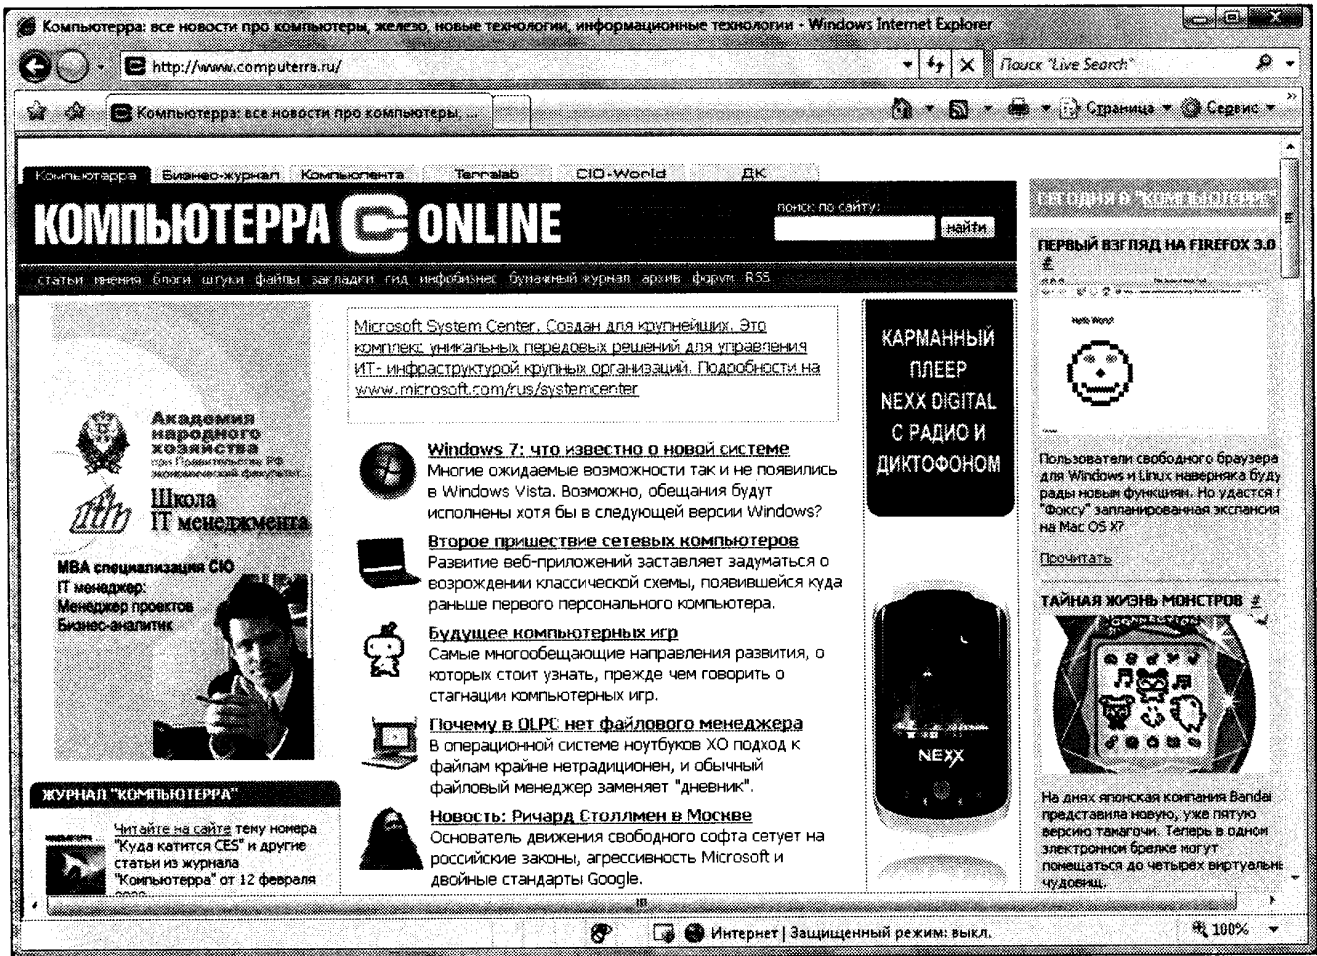 Компьютерра: все новости про компьютеры, железо, новые технологии, информационные технологии - Windows Internet Explorer
http://www.computerra.ru/
Поиск "Live Search"
Компьютерра: все новости про компьютеры, ...
Страница
Сервис
Компьютерра Бизнес-журнал Компьюлента Terralab CIO-World ДК
КОМПЬЮТЕРРА ONLINE
поиск по сайту:
найти
статьи мнения блоги штуки файлы закладки гид инфобизнес бумажный журнал архив форум RSS
Академия
народного
хозяйства
при Правительстве РФ
экономический факультет
Школа
IT менеджмента
MBA специализация CIO
IT менеджер:
Менеджер проектов
Бизнес-аналитик
ЖУРНАЛ "КОМПЬЮТЕРРА"
Читайте на сайте тему номера
"Куда катится CES" и другие
статьи из журнала
"Компьютерра" от 12 февраля
Microsoft System Center. Создан для крупнейших. Это
комплекс уникальных передовых решений для управления
ИТ- инфраструктурой крупных организаций. Подробности на
www.microsoft.com/rus/systemcenter
Windows 7: что известно о новой системе
Многие ожидаемые возможности так и не появились
в Windows Vista. Возможно, обещания будут
исполнены хотя бы в следующей версии Windows?
Второе пришествие сетевых компьютеров
Развитие веб-приложений заставляет задуматься о
возрождении классической схемы, появившейся куда
раньше первого персонального компьютера.
Будущее компьютерных игр
Самые многообещающие направления развития, о
которых стоит узнать, прежде чем говорить о
стагнации компьютерных игр.
Почему в OLPC нет файлового менеджера
В операционной системе ноутбуков XO подход к
файлам крайне нетрадиционен, и обычный
файловый менеджер заменяет "дневник".
Новость: Ричард Столлмен в Москве
Основатель движения свободного софта сетует на
российские законы, агрессивность Microsoft и
двойные стандарты Google.
КАРМАННЫЙ
ПЛЕЕР
NEXX DIGITAL
С РАДИО И
ДИКТОФОНОМ
NEXX
СЕГОДНЯ О "КОМПЬЮТЕРРЕ"
ПЕРВЫЙ ВЗГЛЯД НА FIREFOX 3.0
#
Hello World!
Пользователи свободного браузера
для Windows и Linux наверняка буду
рады новым функциям. Но удастся
"Фоксу" запланированная экспансия
на Mac OS X?
Прочитать
ТАЙНАЯ ЖИЗНЬ МОНСТРОВ #
На днях японская компания Bandai
представила новую, уже пятую
версию тамагочи. Теперь в одном
электронном брелке могут
помещаться до четырех виртуальн
чудовищ.
Интернет | Защищенный режим: выкл.
100%